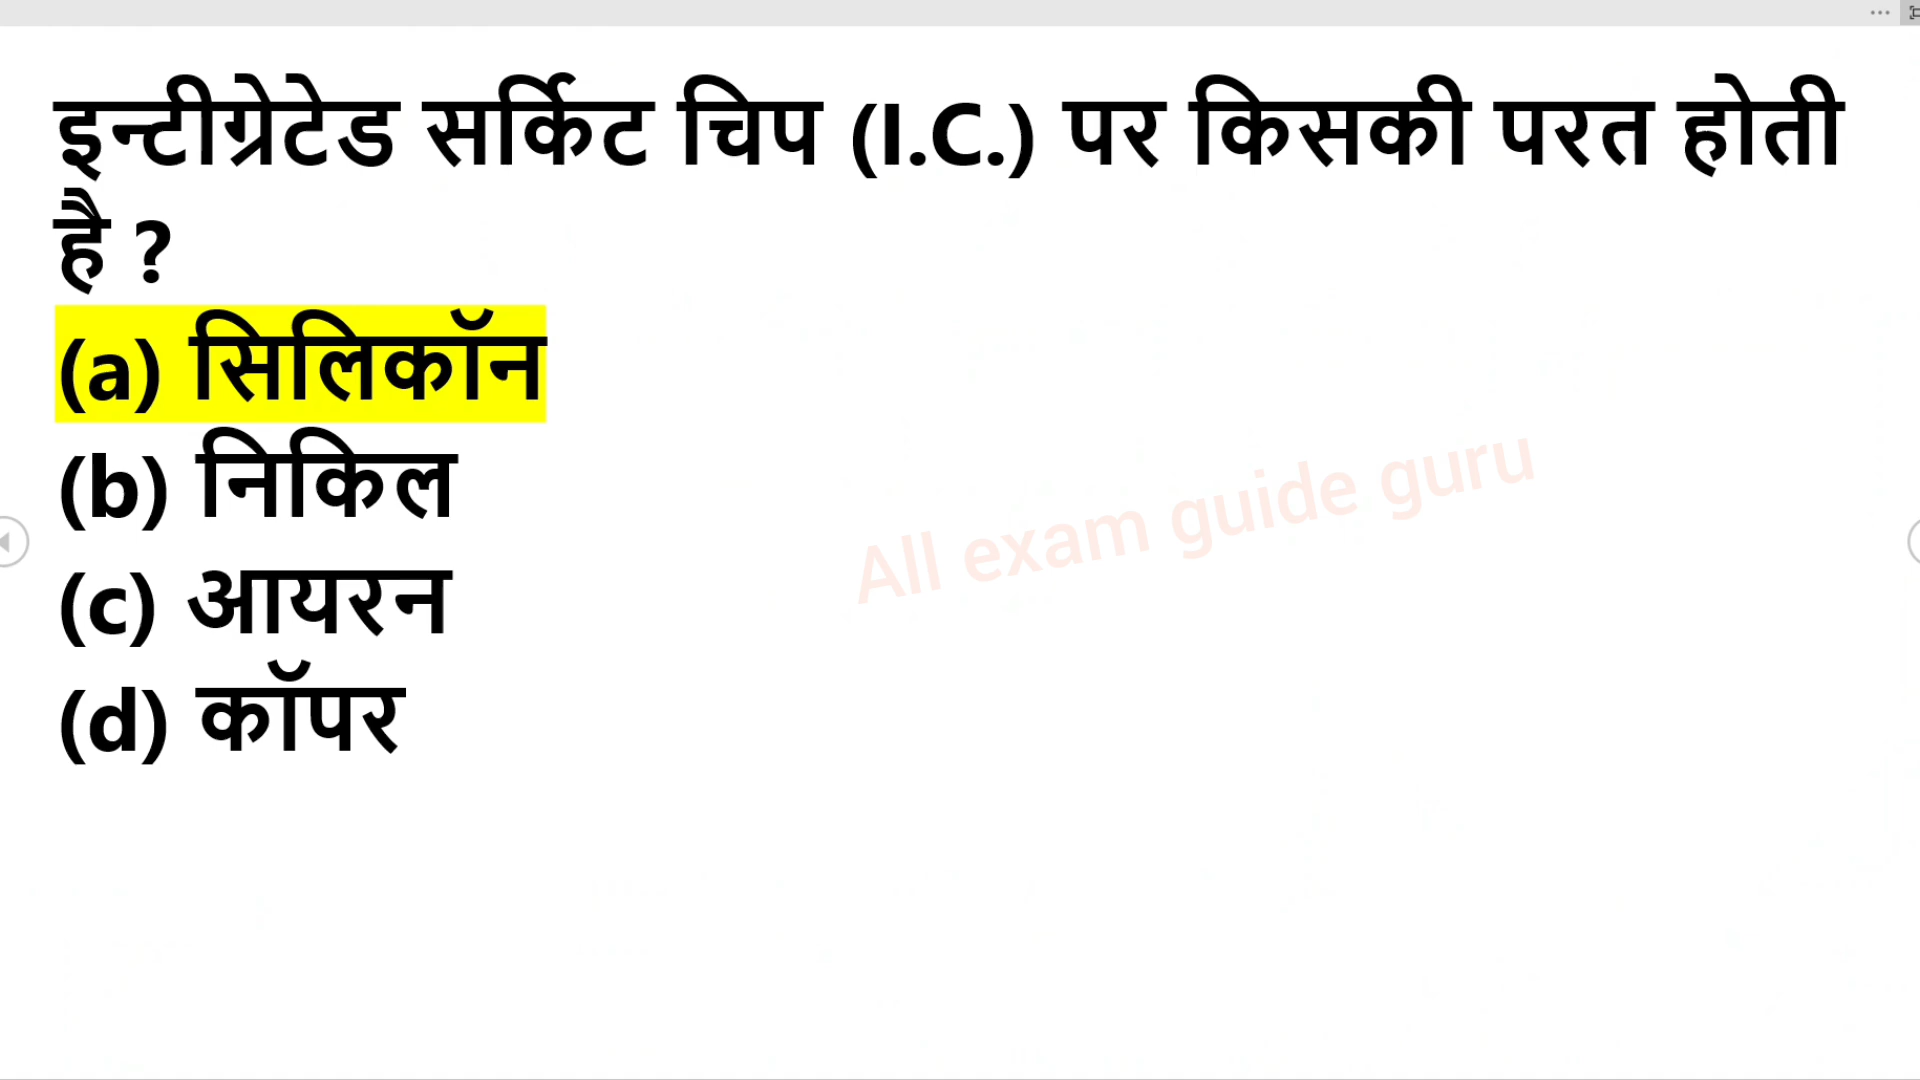 इन्टीग्रेटेड सर्किट चिप (I.C.) पर किसकी परत होती
है ?
(a) सिलिकॉन
(b) निकिल
(c) आयरन
(d) कॉपर
All exam guide guru